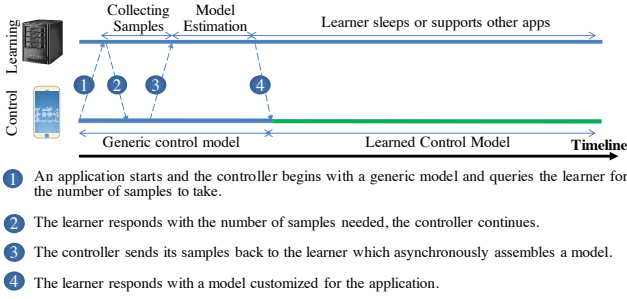 Collecting Samples
Model Estimation
Learner sleeps or supports other apps
Learning
1
2
3
4
Control
Generic control model
Learned Control Model
Timeline
1 An application starts and the controller begins with a generic model and queries the learner for
the number of samples to take.
2 The learner responds with the number of samples needed, the controller continues.
3 The controller sends its samples back to the learner which asynchronously assembles a model.
4 The learner responds with a model customized for the application.